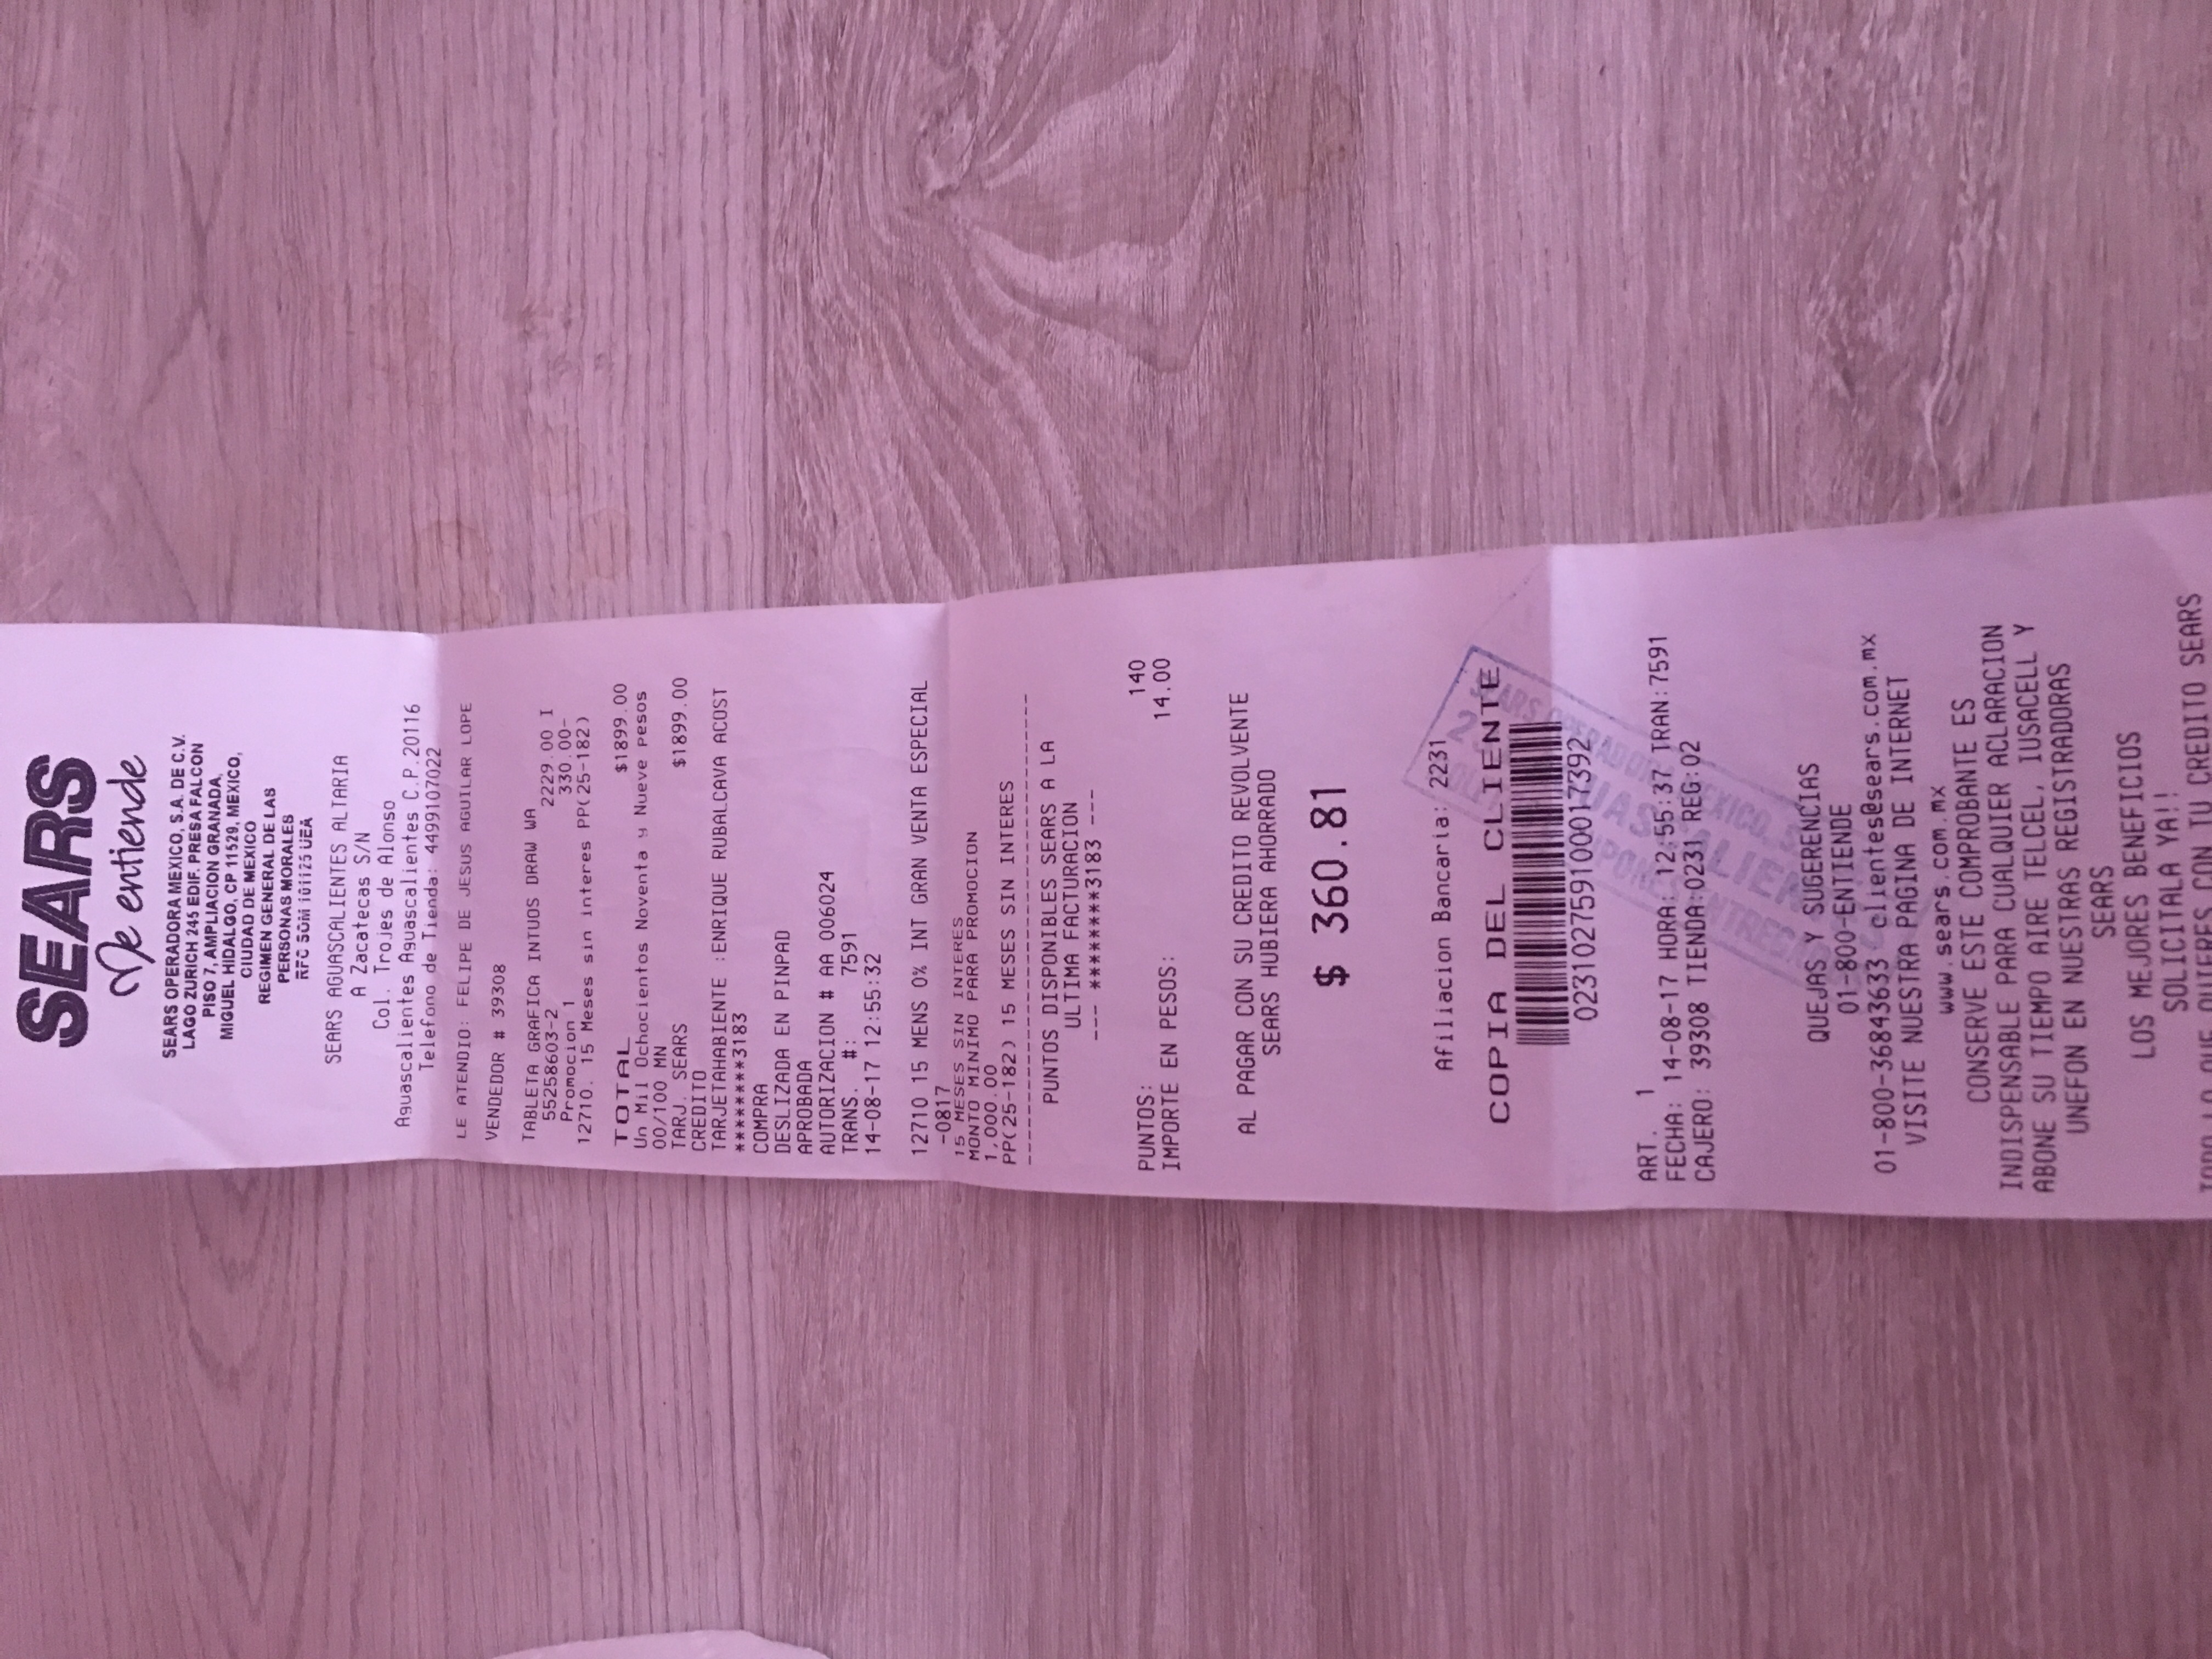 SEARS
Me entiende
SEARS OPERADORA MEXICO, S.A. DE C.V.
LAGO ZURICH 245 EDIF. PRESA FALCON
PISO 7, AMPLIACION GRANADA,
MIGUEL HIDALGO, CP 11529, MEXICO,
CIUDAD DE MEXICO
REGIMEN GENERAL DE LAS
PERSONAS MORALES
RFC SOM 101125 UEA
SEARS AGUASCALIENTES ALTARIA
A Zacatecas S/N
Col. Trojes de Alonso
Aguascalientes Aguascalientes C.P.20116
Telefono de Tienda: 4499107022
LE ATENDIO: FELIPE DE JESUS AGUILAR LOPE
VENDEDOR # 39308
TABLETA GRAFICA INTUOS DRAW WA
55258603-2 2229.00 I
Promocion 1 330.00-
12710. 15 Meses sin interes PP(25-182)
TOTAL $1899.00
Un Mil Ochocientos Noventa y Nueve pesos
00/100 MN
TARJ. SEARS $1899.00
CREDITO
TARJETAHABIENTE :ENRIQUE RUBALCAVA ACOST
********3183
COMPRA
DESLIZADA EN PINPAD
APROBADA
AUTORIZACION # AA 006024
TRANS. #: 7591
14-08-17 12:55:32
12710 15 MENS 0% INT GRAN VENTA ESPECIAL
-0817
15 MESES SIN INTERES
MONTO MINIMO PARA PROMOCION
1,000.00
PP(25-182) 15 MESES SIN INTERES
----------------------------------------
PUNTOS DISPONIBLES SEARS A LA
ULTIMA FACTURACION
--- ********3183 ---
PUNTOS: 140
IMPORTE EN PESOS: 14.00
AL PAGAR CON SU CREDITO REVOLVENTE
SEARS HUBIERA AHORRADO
$ 360.81
Afiliacion Bancaria: 2231
COPIA DEL CLIENTE
023102759100017392
ART. 1
FECHA: 14-08-17 HORA: 12:55:37 TRAN:7591
CAJERO: 39308 TIENDA:0231 REG:02
QUEJAS Y SUGERENCIAS
01-800-ENTIENDE
01-800-36843633 clientes@sears.com.mx
VISITE NUESTRA PAGINA DE INTERNET
www.sears.com.mx
CONSERVE ESTE COMPROBANTE ES
INDISPENSABLE PARA CUALQUIER ACLARACION
ABONE SU TIEMPO AIRE TELCEL, IUSACELL Y
UNEFON EN NUESTRAS REGISTRADORAS
SEARS
LOS MEJORES BENEFICIOS
SOLICITALA YA!!
TODO LO QUE QUIERES CON TU CREDITO SEARS